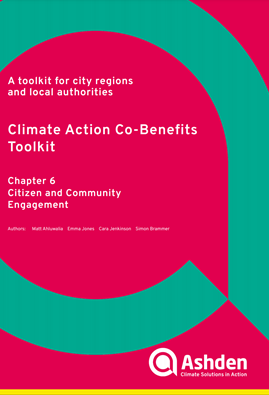 A toolkit for city regions
and local authorities
Climate Action Co-Benefits
Toolkit
Chapter 6
Citizen and Community
Engagement
Authors: Matt Ahluwalia Emma Jones Cara Jenkinson Simon Brammer
Ashden
Climate Solutions in Action